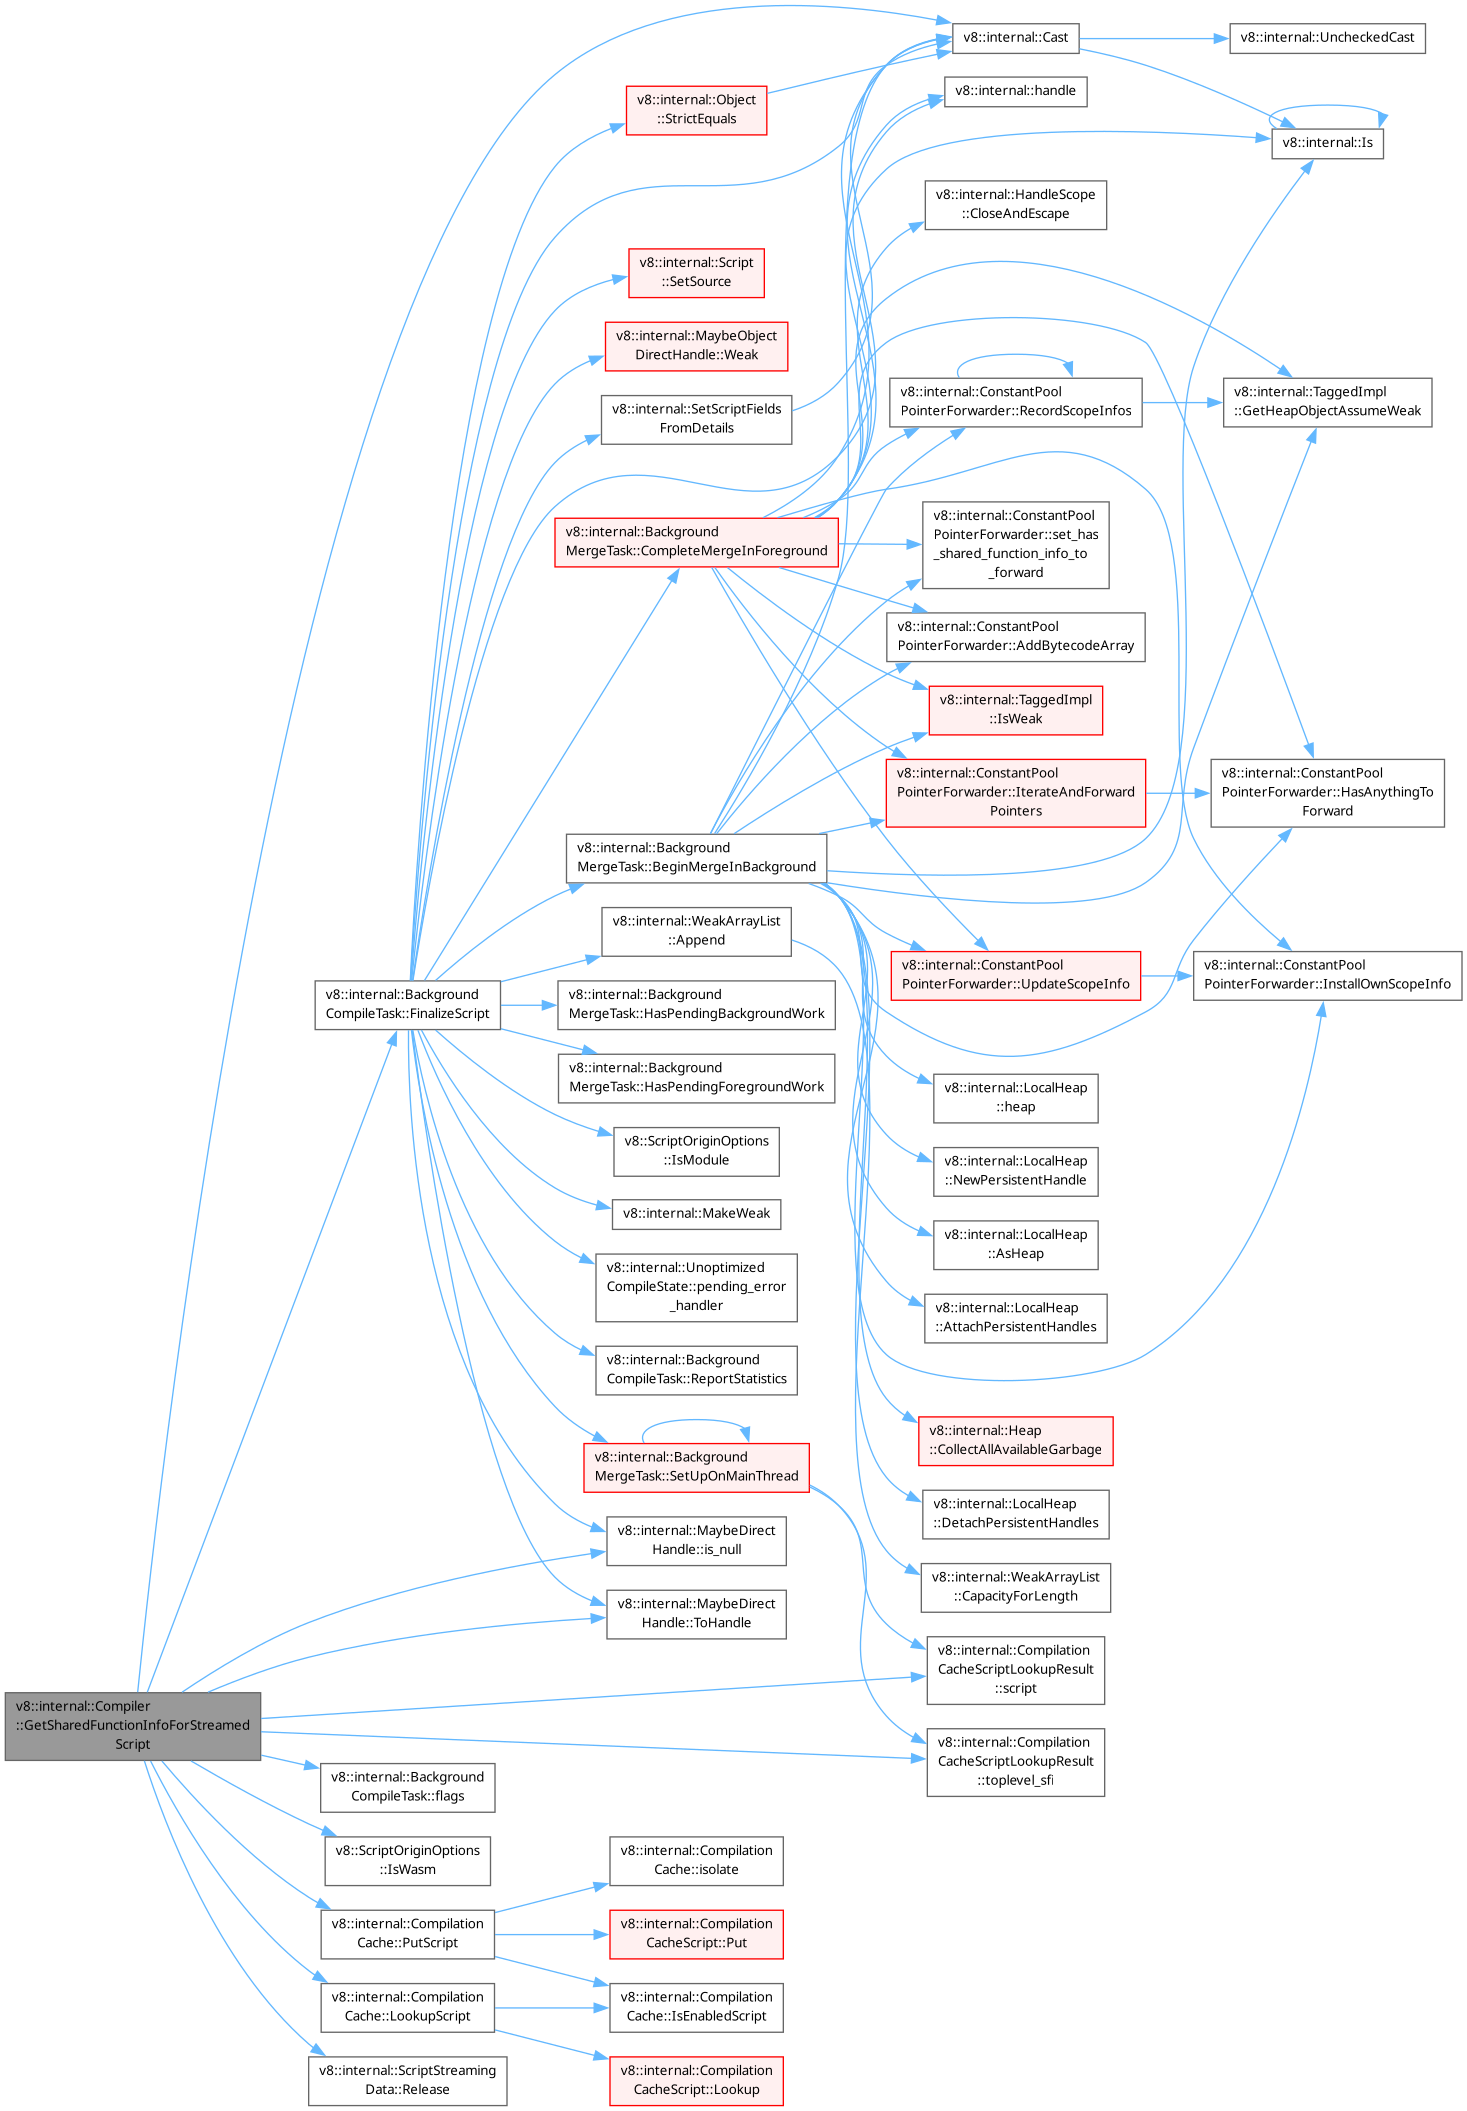 v8::internal::Cast
v8::internal::UncheckedCast
v8::internal::Object
::StrictEquals
v8::internal::handle
v8::internal::Is
v8::internal::HandleScope
::CloseAndEscape
v8::internal::Script
::SetSource
v8::internal::MaybeObject
DirectHandle::Weak
v8::internal::SetScriptFields
FromDetails
v8::internal::ConstantPool
PointerForwarder::RecordScopeInfos
v8::internal::TaggedImpl
::GetHeapObjectAssumeWeak
v8::internal::Background
MergeTask::CompleteMergeInForeground
v8::internal::ConstantPool
PointerForwarder::set_has
_shared_function_info_to
_forward
v8::internal::ConstantPool
PointerForwarder::AddBytecodeArray
v8::internal::TaggedImpl
::IsWeak
v8::internal::ConstantPool
PointerForwarder::IterateAndForward
Pointers
v8::internal::ConstantPool
PointerForwarder::HasAnythingTo
Forward
v8::internal::Background
MergeTask::BeginMergeInBackground
v8::internal::WeakArrayList
::Append
v8::internal::ConstantPool
PointerForwarder::UpdateScopeInfo
v8::internal::ConstantPool
PointerForwarder::InstallOwnScopeInfo
v8::internal::Background
CompileTask::FinalizeScript
v8::internal::Background
MergeTask::HasPendingBackgroundWork
v8::internal::Background
MergeTask::HasPendingForegroundWork
v8::internal::LocalHeap
::heap
v8::ScriptOriginOptions
::IsModule
v8::internal::LocalHeap
::NewPersistentHandle
v8::internal::MakeWeak
v8::internal::LocalHeap
::AsHeap
v8::internal::Unoptimized
CompileState::pending_error
_handler
v8::internal::LocalHeap
::AttachPersistentHandles
v8::internal::Background
CompileTask::ReportStatistics
v8::internal::Heap
::CollectAllAvailableGarbage
v8::internal::Background
MergeTask::SetUpOnMainThread
v8::internal::LocalHeap
::DetachPersistentHandles
v8::internal::MaybeDirect
Handle::is_null
v8::internal::WeakArrayList
::CapacityForLength
v8::internal::MaybeDirect
Handle::ToHandle
v8::internal::Compilation
CacheScriptLookupResult
::script
v8::internal::Compiler
::GetSharedFunctionInfoForStreamed
Script
v8::internal::Compilation
CacheScriptLookupResult
::toplevel_sfi
v8::internal::Background
CompileTask::flags
v8::ScriptOriginOptions
::IsWasm
v8::internal::Compilation
Cache::isolate
v8::internal::Compilation
Cache::PutScript
v8::internal::Compilation
CacheScript::Put
v8::internal::Compilation
Cache::LookupScript
v8::internal::Compilation
Cache::IsEnabledScript
v8::internal::ScriptStreaming
Data::Release
v8::internal::Compilation
CacheScript::Lookup